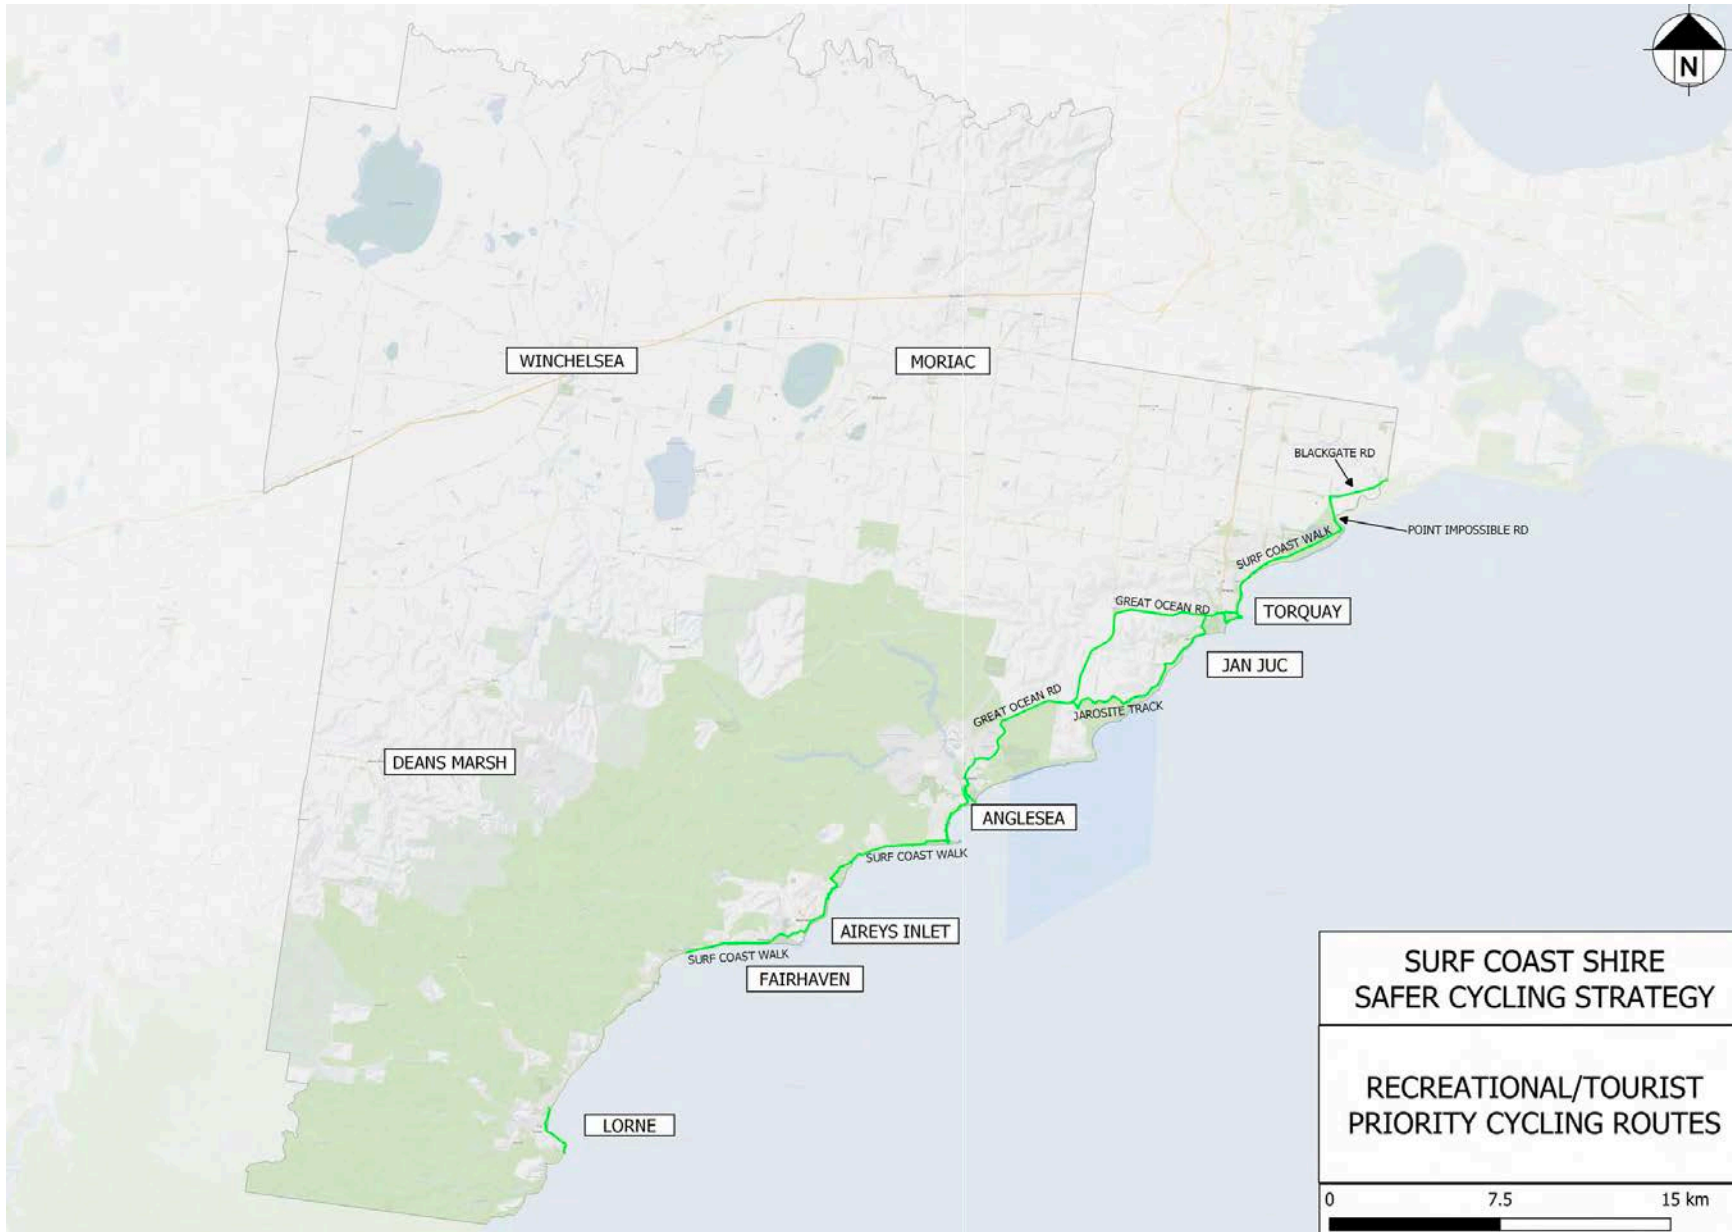 N
WINCHELSEA
MORIAC
BLACKGATE RD
POINT IMPOSSIBLE RD
SURF COAST WALK
GREAT OCEAN RD
TORQUAY
JAN JUC
GREAT OCEAN RD
JAROSITE TRACK
DEANS MARSH
ANGLESEA
SURF COAST WALK
AIREYS INLET
SURF COAST WALK
FAIRHAVEN
LORNE
SURF COAST SHIRE
SAFER CYCLING STRATEGY
RECREATIONAL/TOURIST
PRIORITY CYCLING ROUTES
0 7.5 15 km